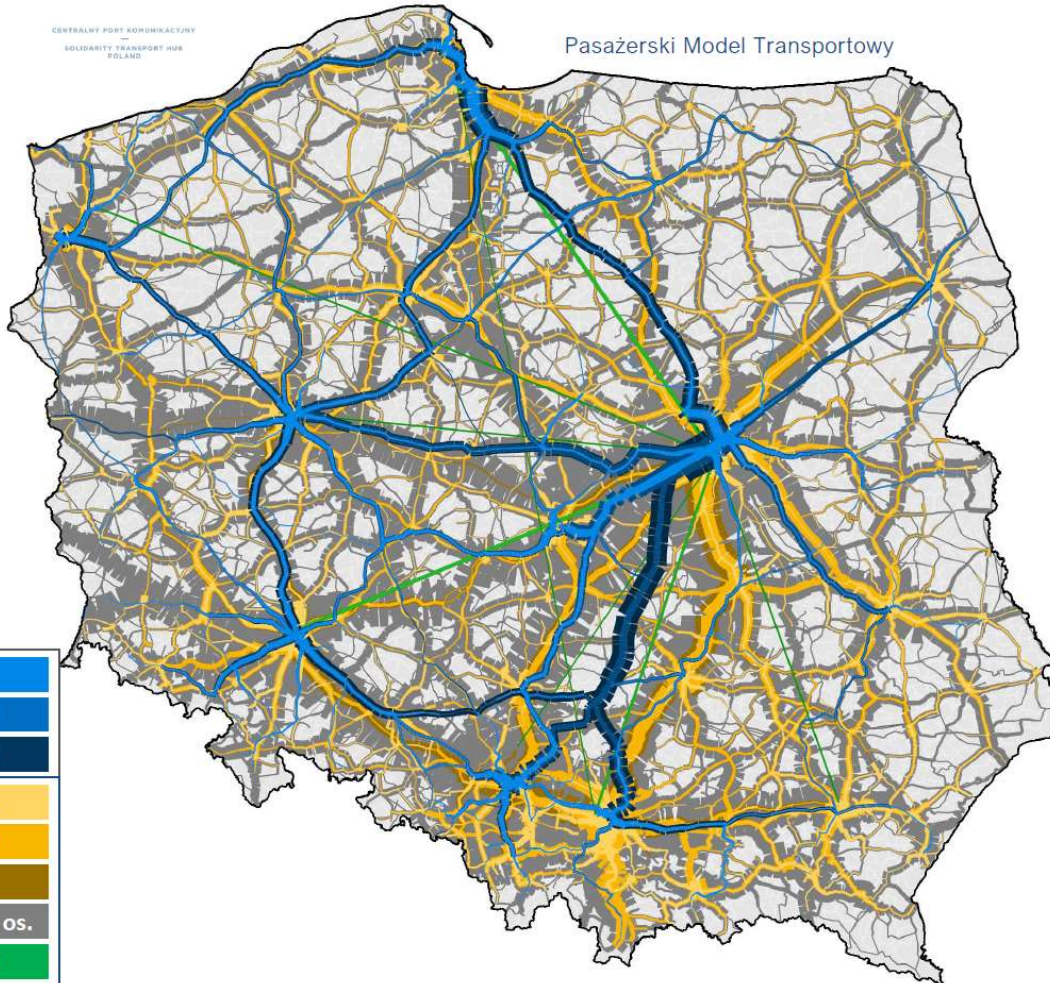 CENTRALNY PORT KOMUNIKACYJNY
—
SOLIDARITY TRANSPORT HUB
POLAND
Pasażerski Model Transportowy
os.